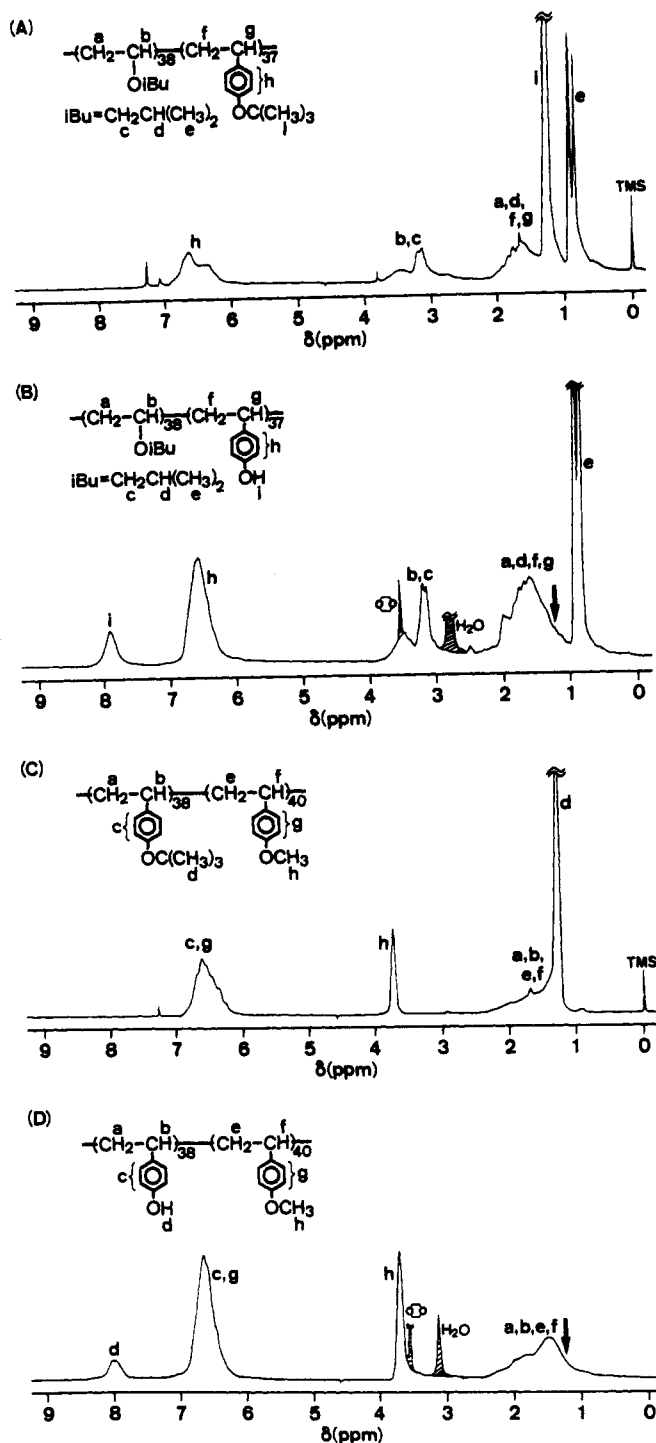 (A)
a b f g
-(CH2-CH)38-(CH2-CH)37-
OiBu }h
iBu=CH2CH(CH3)2 OC(CH3)3
c d e i
i
e
TMS
a,d,
f,g
b,c
h
9 8 7 6 5 4 3 2 1 0
δ(ppm)
(B)
a b f g
-(CH2-CH)38-(CH2-CH)37-
OiBu }h
iBu=CH2CH(CH3)2 OH
c d e i
e
a,d,f,g
b,c
h
H2O
i
9 8 7 6 5 4 3 2 1 0
δ(ppm)
(C)
a b e f
-(CH2-CH)38-(CH2-CH)40-
c{ }g
OC(CH3)3 OCH3
d h
d
c,g
h
a,b,
e,f
TMS
9 8 7 6 5 4 3 2 1 0
δ(ppm)
(D)
a b e f
-(CH2-CH)38-(CH2-CH)40-
c{ }g
OH OCH3
d h
c,g
h
H2O
a,b,e,f
d
9 8 7 6 5 4 3 2 1 0
δ(ppm)